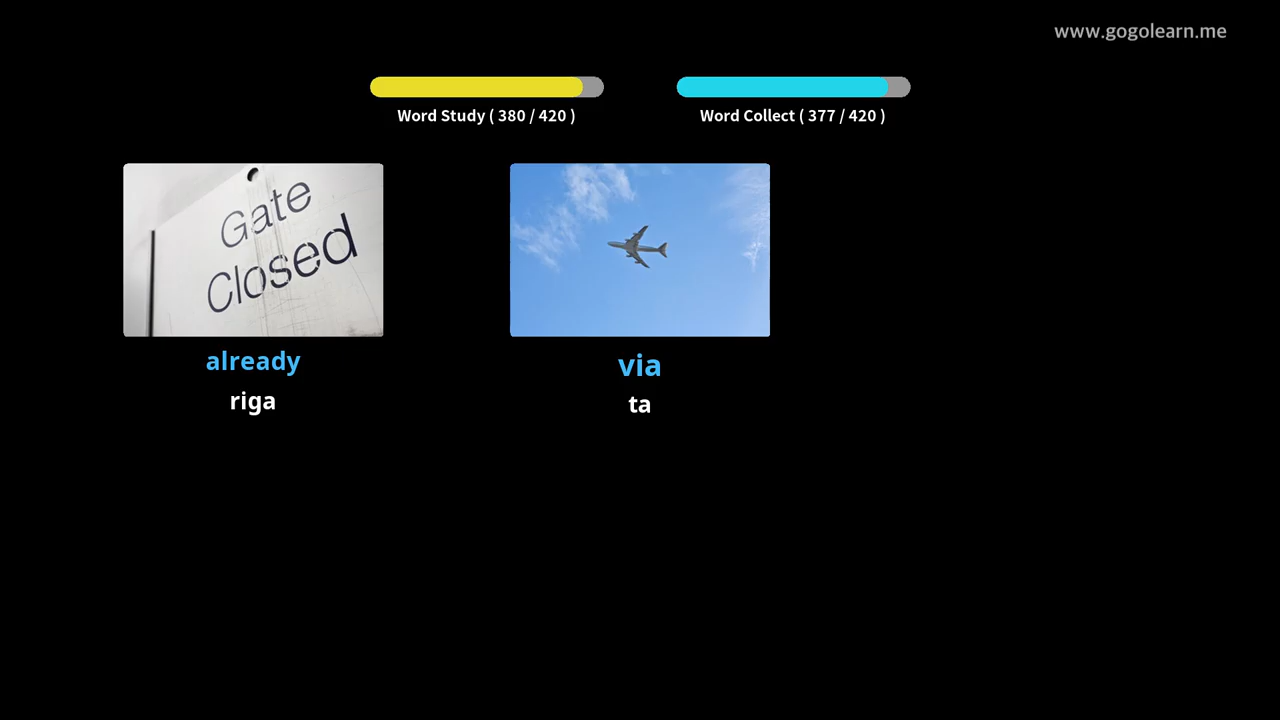 www.gogolearn.me
Word Study ( 380 / 420 )
Word Collect ( 377 / 420 )
Gate
Closed
already
riga
via
ta